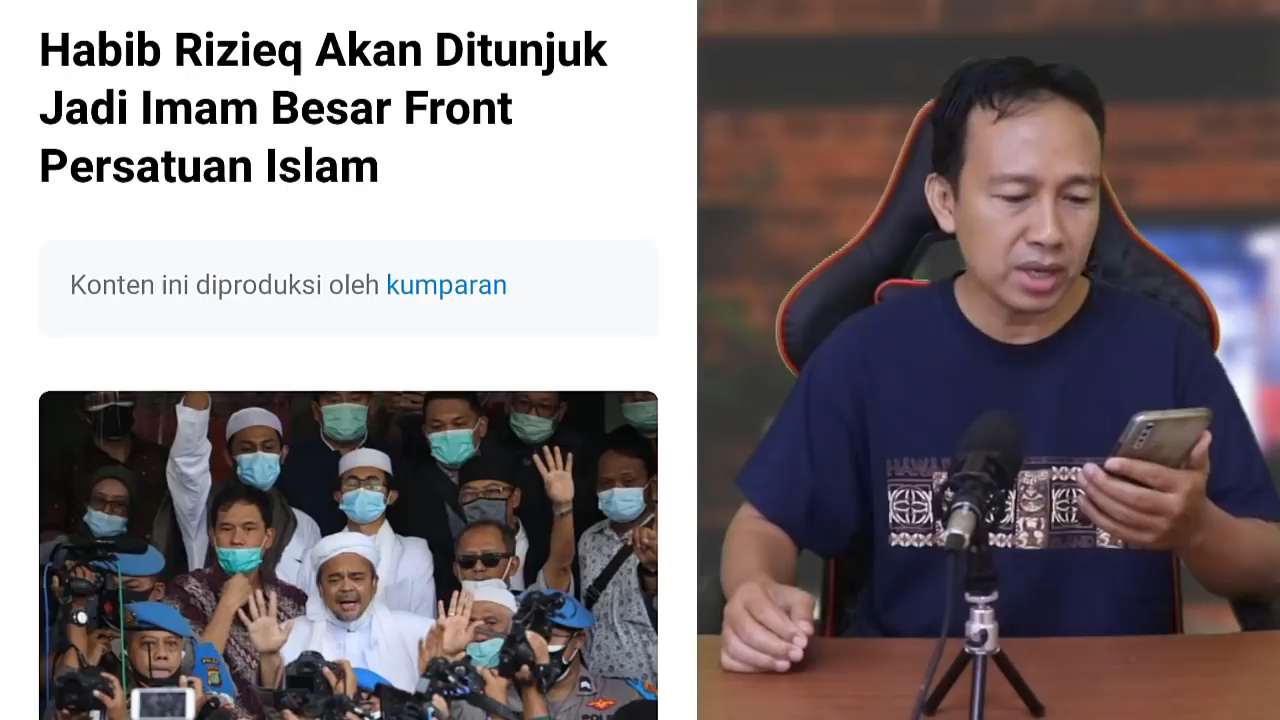 Habib Rizieq Akan Ditunjuk
Jadi Imam Besar Front
Persatuan Islam
Konten ini diproduksi oleh kumparan